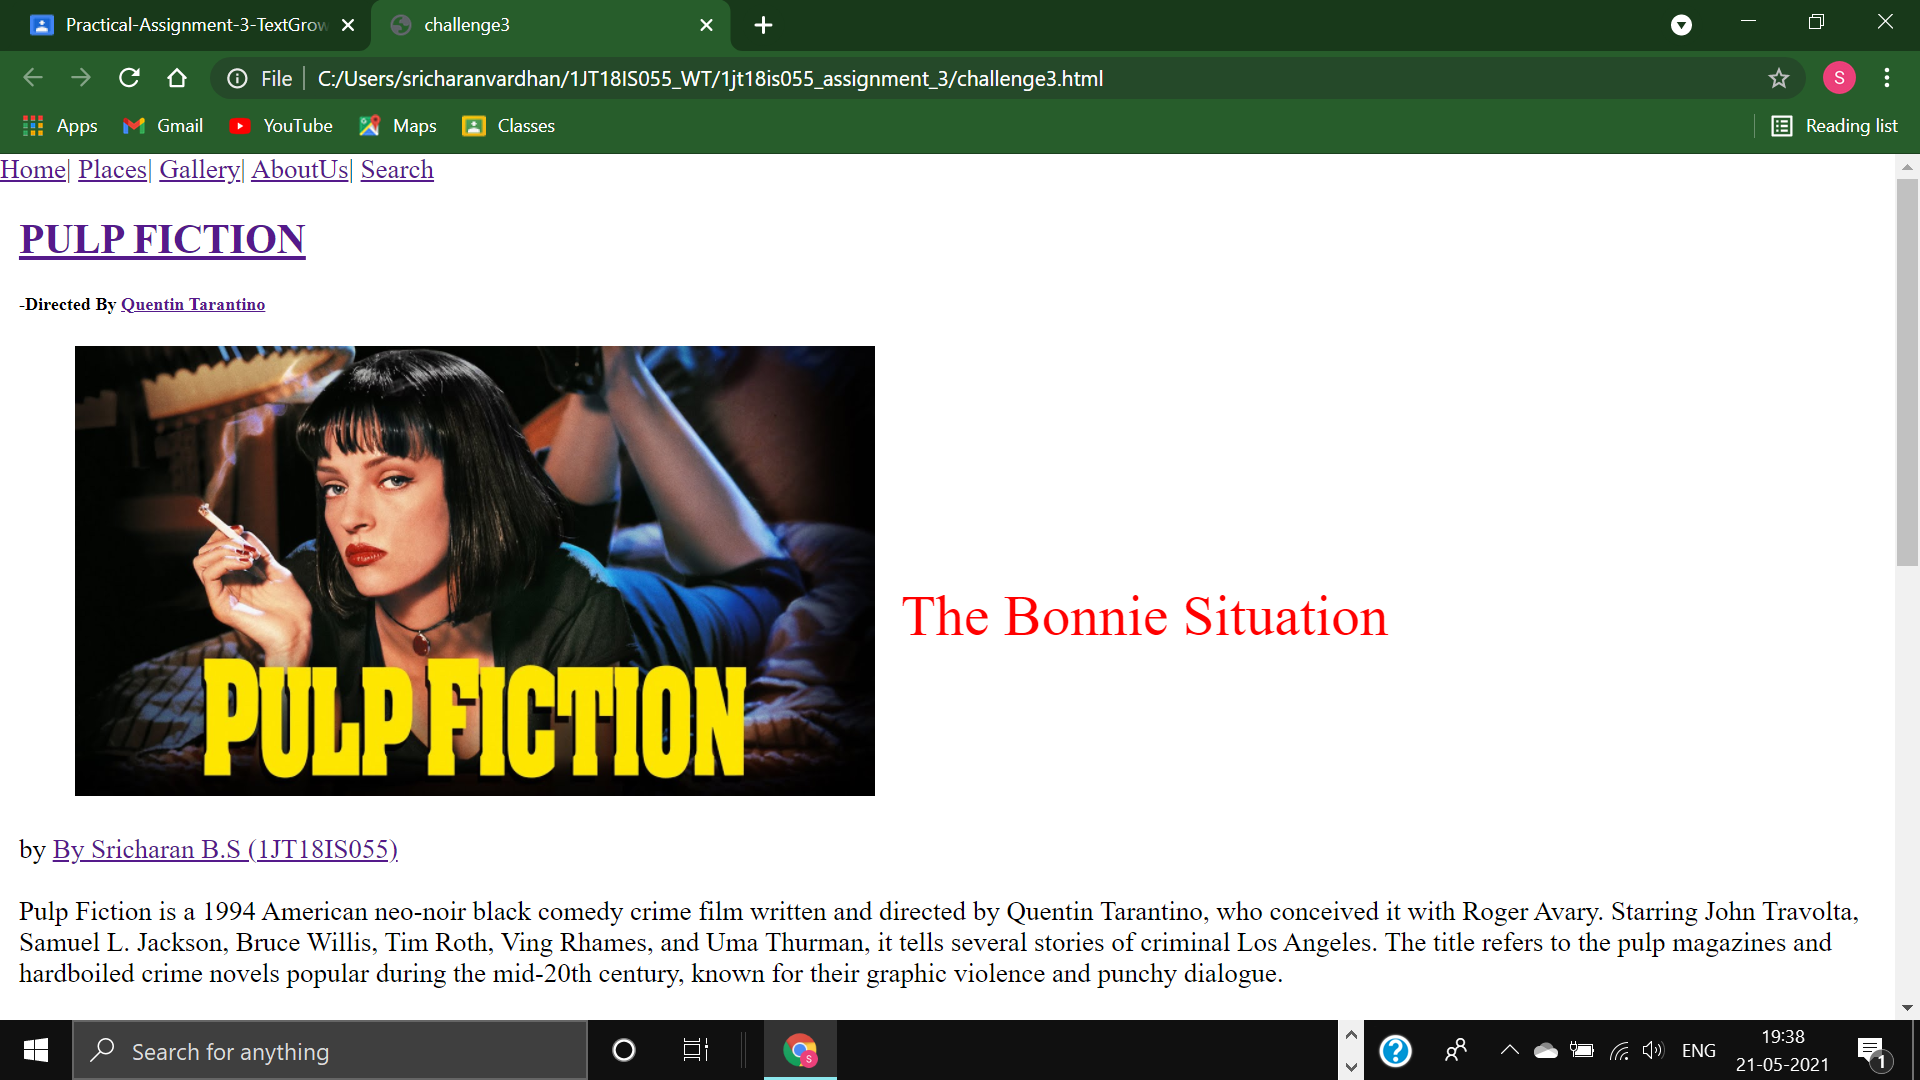 Practical-Assignment-3-TextGrow
challenge3
File
C:/Users/sricharanvardhan/1JT18IS055_WT/1jt18is055_assignment_3/challenge3.html
S
Apps
Gmail
YouTube
Maps
Classes
Reading list
Home| Places| Gallery| AboutUs| Search
PULP FICTION
-Directed By Quentin Tarantino
PULP FICTION
The Bonnie Situation
by By Sricharan B.S (1JT18IS055)
Pulp Fiction is a 1994 American neo-noir black comedy crime film written and directed by Quentin Tarantino, who conceived it with Roger Avary. Starring John Travolta,
Samuel L. Jackson, Bruce Willis, Tim Roth, Ving Rhames, and Uma Thurman, it tells several stories of criminal Los Angeles. The title refers to the pulp magazines and
hardboiled crime novels popular during the mid-20th century, known for their graphic violence and punchy dialogue.
Search for anything
S
?
ENG
19:38
21-05-2021
1